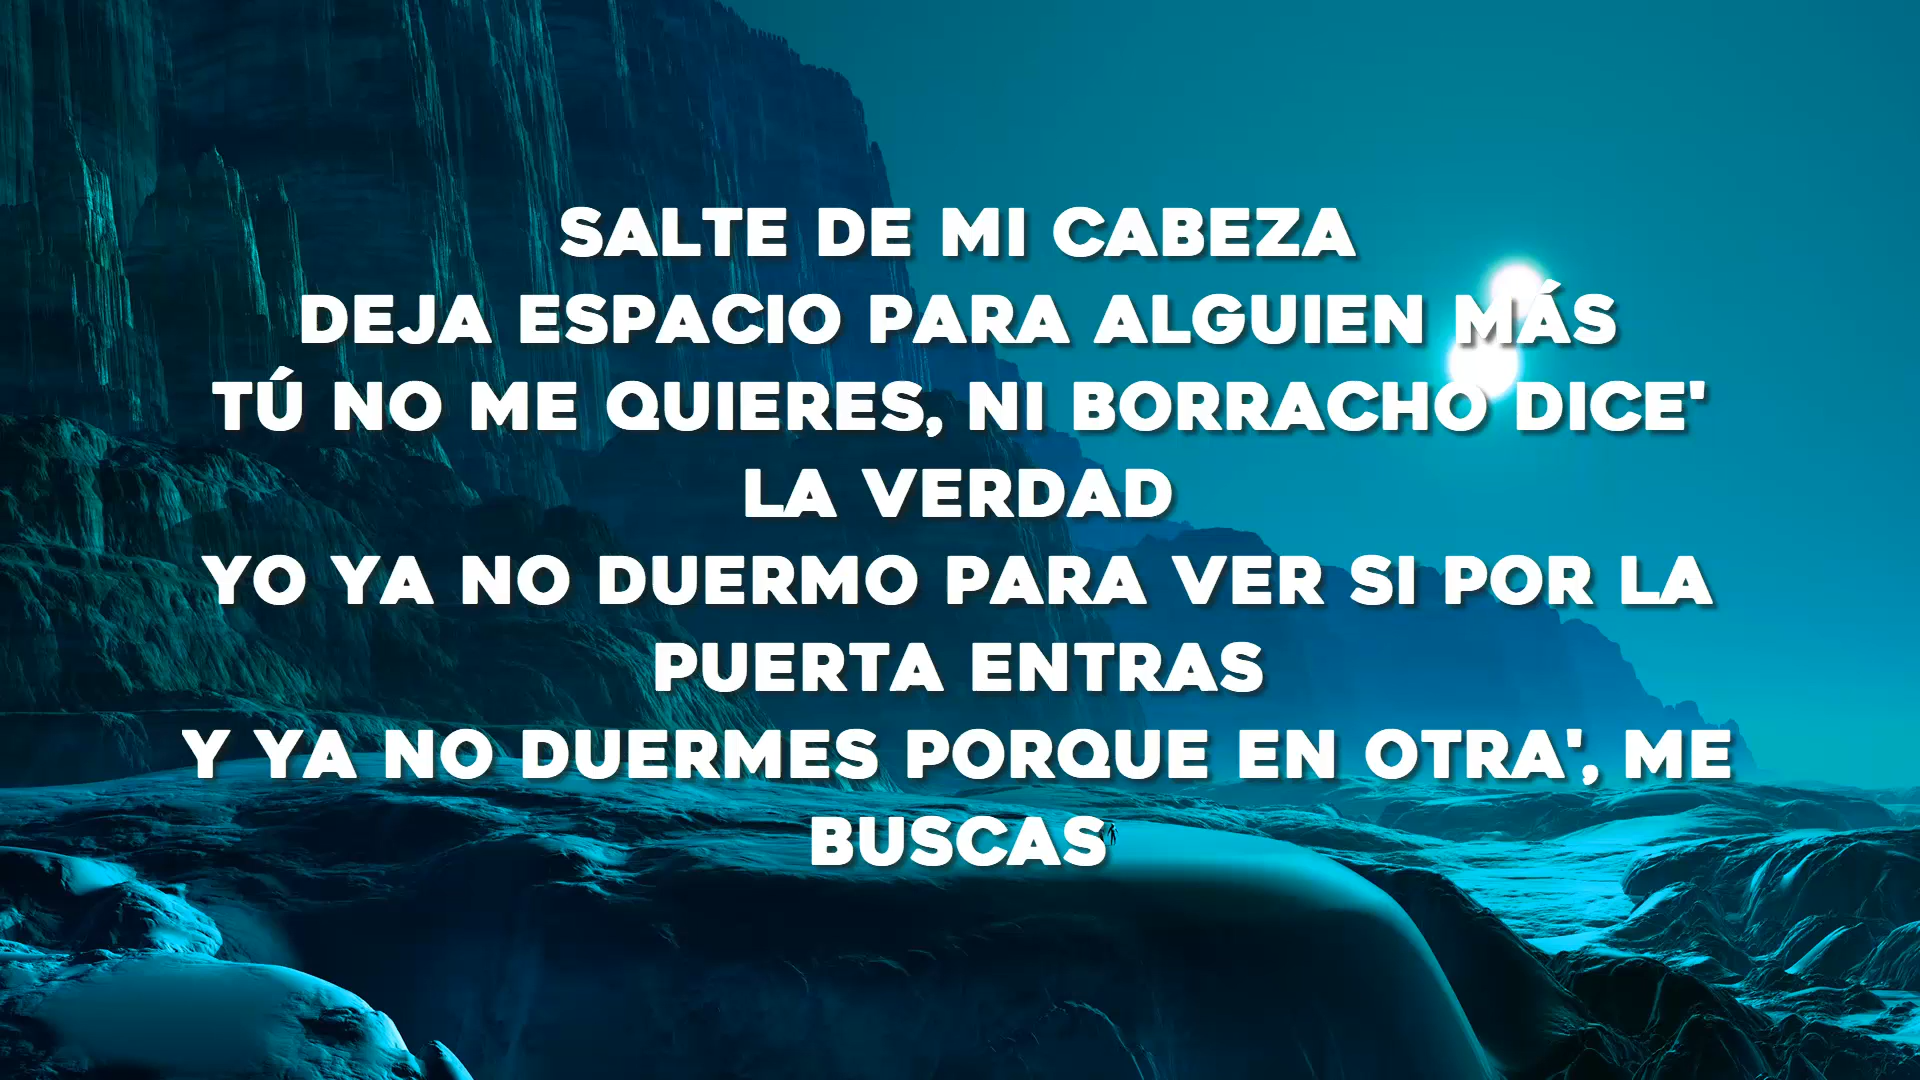 SALTE DE MI CABEZA
DEJA ESPACIO PARA ALGUIEN MÁS
TÚ NO ME QUIERES, NI BORRACHO DICE'
LA VERDAD
YO YA NO DUERMO PARA VER SI POR LA
PUERTA ENTRAS
Y YA NO DUERMES PORQUE EN OTRA', ME
BUSCAS